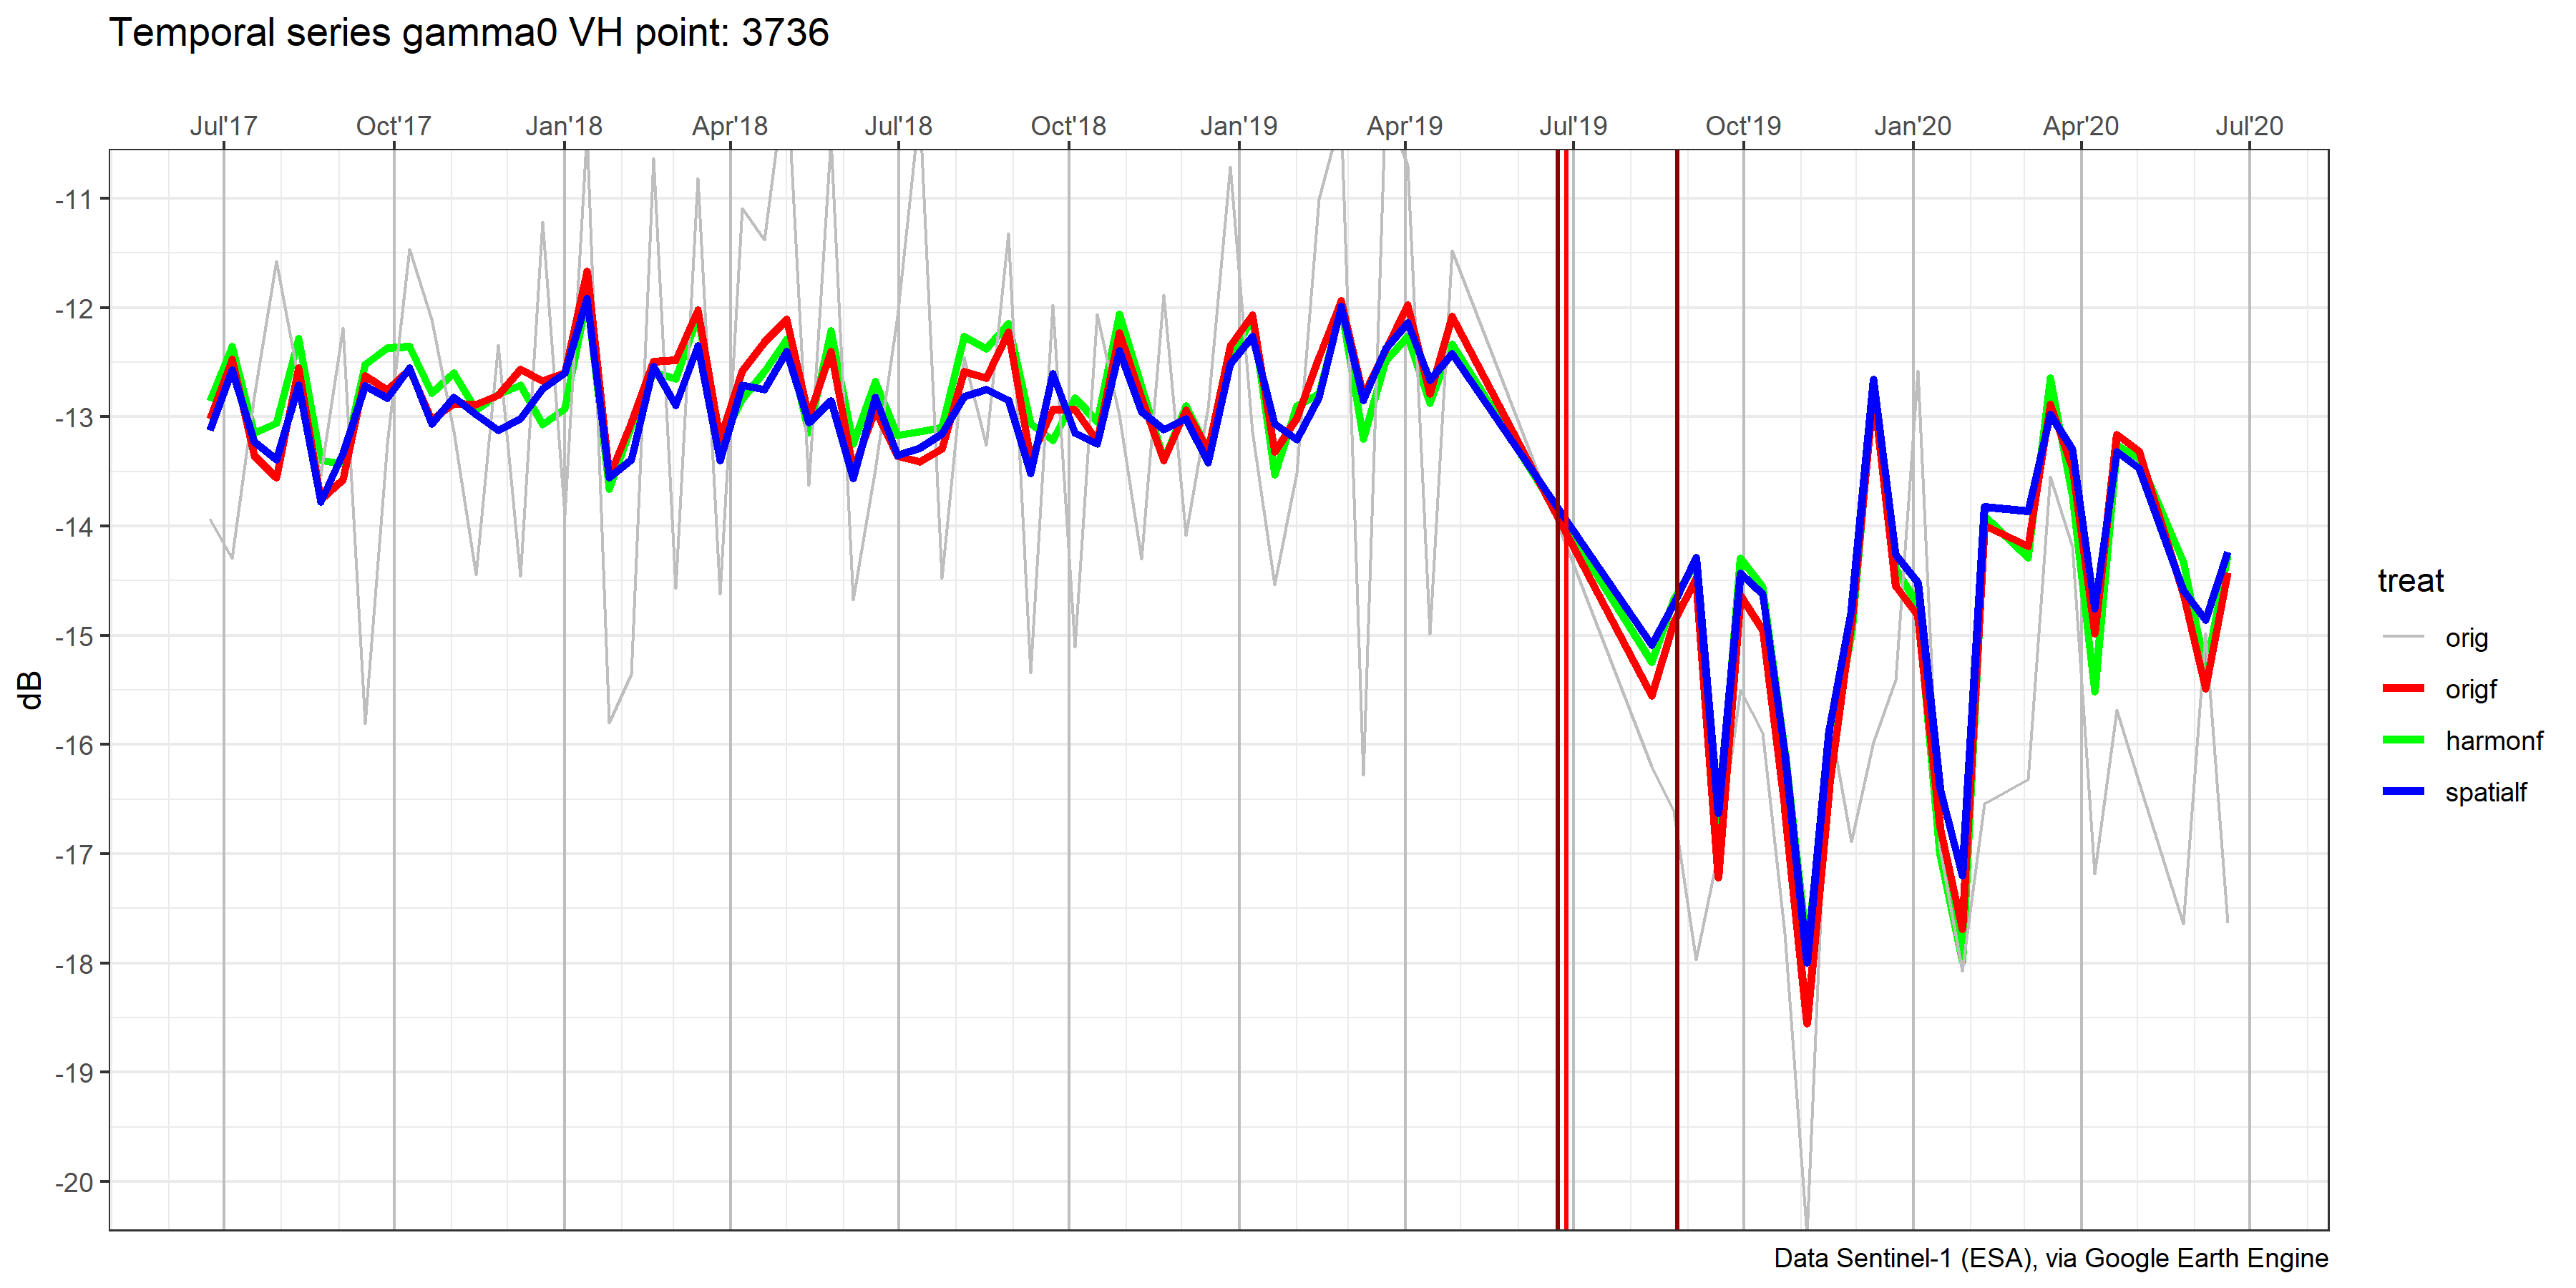 Temporal series gamma0 VH point: 3736
Jul'17 Oct'17 Jan'18 Apr'18 Jul'18 Oct'18 Jan'19 Apr'19 Jul'19 Oct'19 Jan'20 Apr'20 Jul'20
-11
-12
-13
-14
-15
-16
-17
-18
-19
-20
dB
treat
orig
origf
harmonf
spatialf
Data Sentinel-1 (ESA), via Google Earth Engine